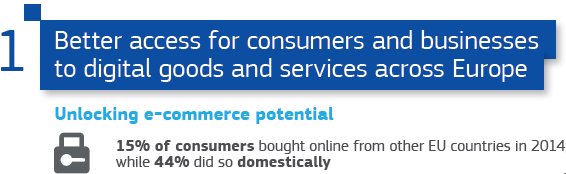 1
Better access for consumers and businesses
to digital goods and services across Europe
Unlocking e-commerce potential
15% of consumers bought online from other EU countries in 2014
while 44% did so domestically